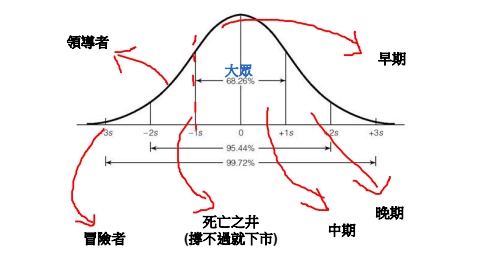 領導者
早期
大眾
68.26%
-3s -2s -1s 0 +1s +2s +3s
95.44%
99.72%
冒險者
死亡之井
(撐不過就下市)
中期
晚期